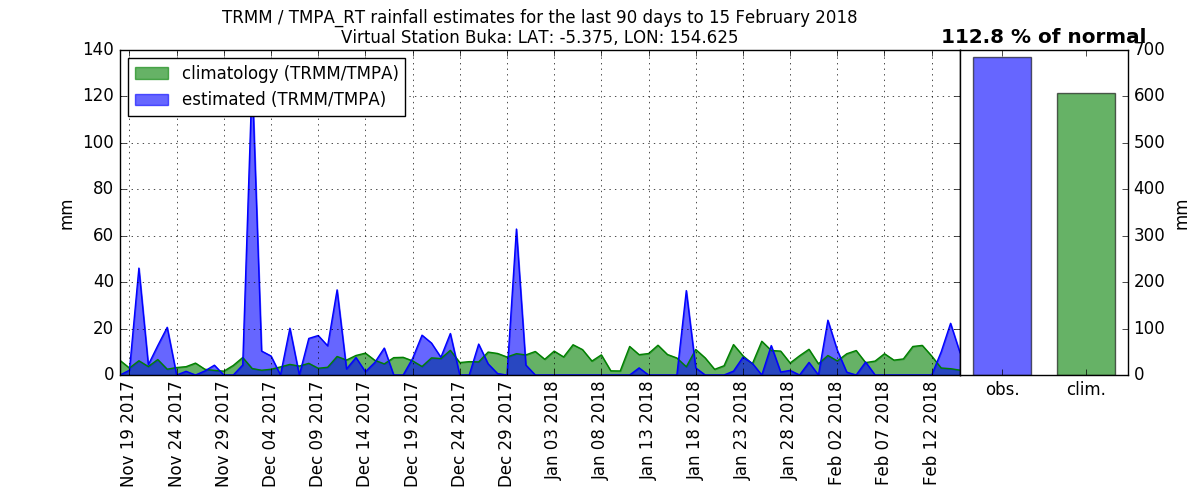 TRMM / TMPA_RT rainfall estimates for the last 90 days to 15 February 2018
Virtual Station Buka: LAT: -5.375, LON: 154.625
112.8 % of normal
climatology (TRMM/TMPA)
estimated (TRMM/TMPA)
140
120
100
80
60
40
20
0
mm
700
600
500
400
300
200
100
0
mm
Nov 19 2017
Nov 24 2017
Nov 29 2017
Dec 04 2017
Dec 09 2017
Dec 14 2017
Dec 19 2017
Dec 24 2017
Dec 29 2017
Jan 03 2018
Jan 08 2018
Jan 13 2018
Jan 18 2018
Jan 23 2018
Jan 28 2018
Feb 02 2018
Feb 07 2018
Feb 12 2018
obs.
clim.